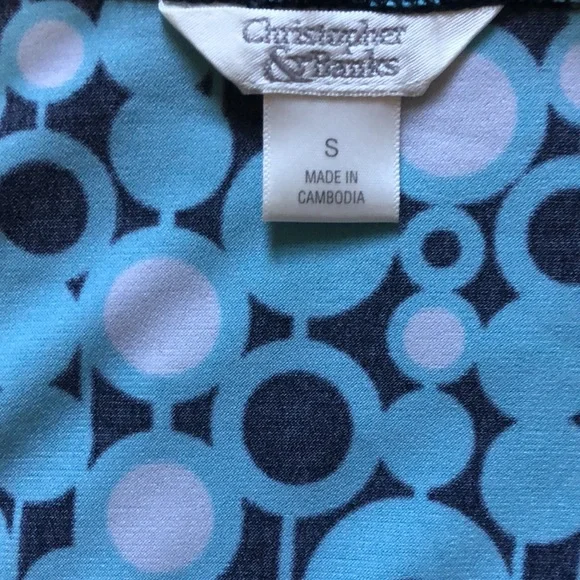 Christopher
& Banks
S
MADE IN
CAMBODIA